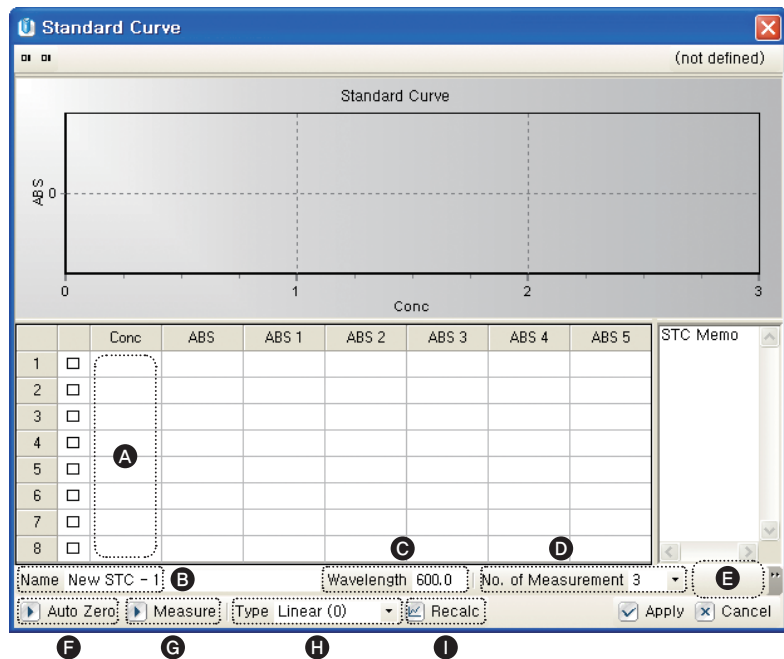 Standard Curve
(not defined)
Standard Curve
ABS
0
0 1 2 3
Conc
Conc ABS ABS 1 ABS 2 ABS 3 ABS 4 ABS 5 STC Memo
1
2
3
4
A
5
6
7
8
C D
Name New STC - 1 B Wavelength 600.0 No. of Measurement 3 E
Auto Zero Measure Type Linear (0) Recalc Apply Cancel
F G H I